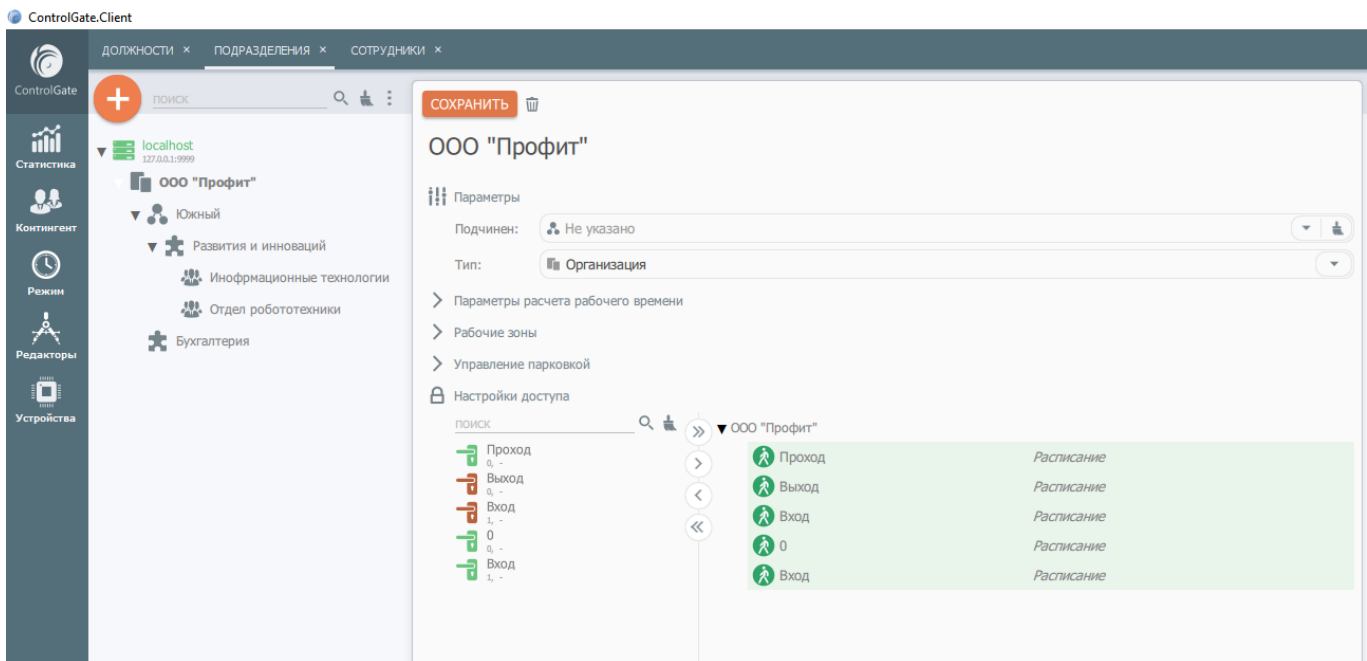 ControlGate.Client
ДОЛЖНОСТИ × ПОДРАЗДЕЛЕНИЯ × СОТРУДНИКИ ×
ControlGate
Статистика
Контингент
Режим
Редакторы
Устройства
поиск
localhost
127.0.0.1:9999
ООО "Профит"
Южный
Развития и инноваций
Инофрмационные технологии
Отдел робототехники
Бухгалтерия
СОХРАНИТЬ
ООО "Профит"
Параметры
Подчинен: Не указано
Тип: Организация
Параметры расчета рабочего времени
Рабочие зоны
Управление парковкой
Настройки доступа
поиск
Проход
0, -
Выход
0, -
Вход
1, -
0
0, -
Вход
1, -
ООО "Профит"
Проход Расписание
Выход Расписание
Вход Расписание
0 Расписание
Вход Расписание